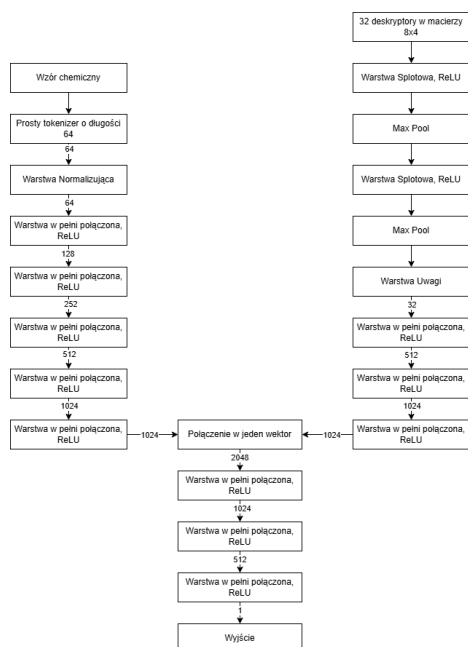 Wzór chemiczny
Prosty tokenizer o długości
64
64
Warstwa Normalizująca
64
Warstwa w pełni połączona,
ReLU
128
Warstwa w pełni połączona,
ReLU
252
Warstwa w pełni połączona,
ReLU
512
Warstwa w pełni połączona,
ReLU
1024
Warstwa w pełni połączona,
ReLU
1024
32 deskryptory w macierzy
8x4
Warstwa Splotowa, ReLU
Max Pool
Warstwa Splotowa, ReLU
Max Pool
Warstwa Uwagi
32
Warstwa w pełni połączona,
ReLU
512
Warstwa w pełni połączona,
ReLU
1024
Warstwa w pełni połączona,
ReLU
1024
Połączenie w jeden wektor
2048
Warstwa w pełni połączona,
ReLU
1024
Warstwa w pełni połączona,
ReLU
512
Warstwa w pełni połączona,
ReLU
1
Wyjście